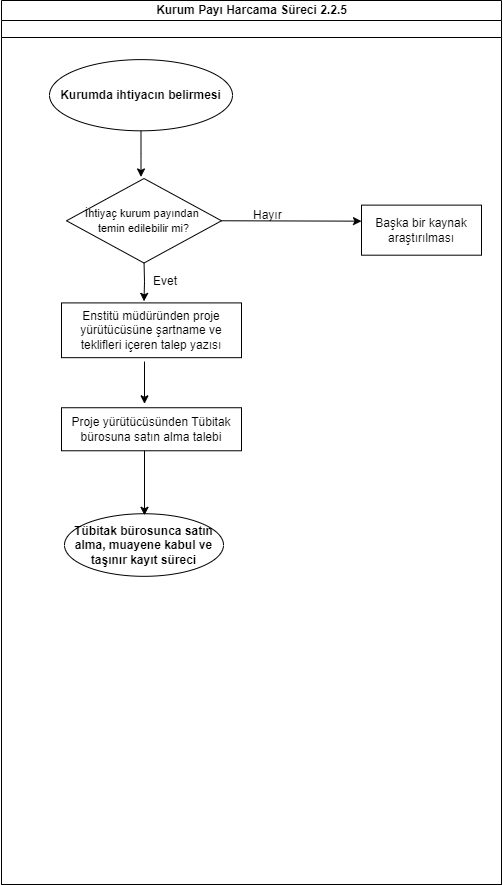 Kurum Payı Harcama Süreci 2.2.5
Kurumda ihtiyacın belirmesi
İhtiyaç kurum payından
temin edilebilir mi?
Hayır
Başka bir kaynak
araştırılması
Evet
Enstitü müdüründen proje
yürütücüsüne şartname ve
teklifleri içeren talep yazısı
Proje yürütücüsünden Tübitak
bürosuna satın alma talebi
Tübitak bürosunca satın
alma, muayene kabul ve
taşınır kayıt süreci